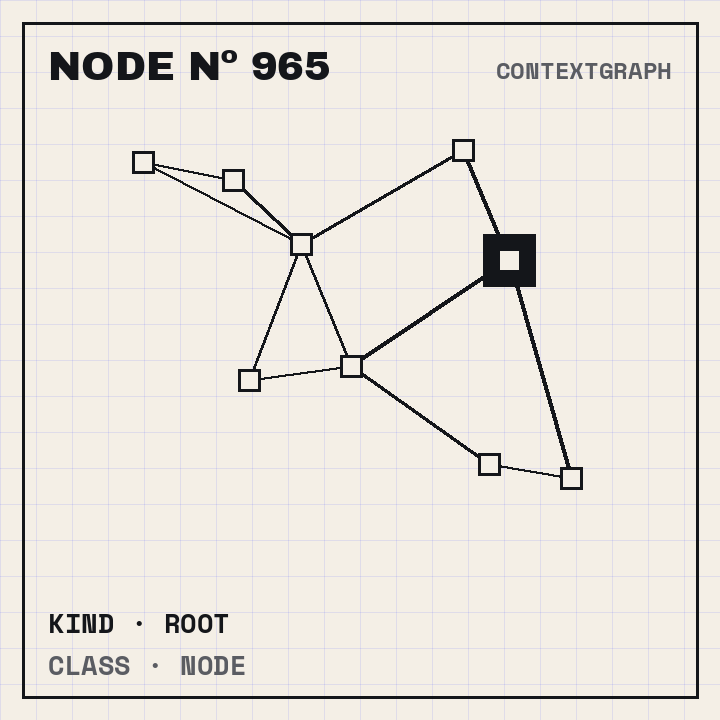 NODE Nº 965
CONTEXTGRAPH
KIND · ROOT
CLASS · NODE